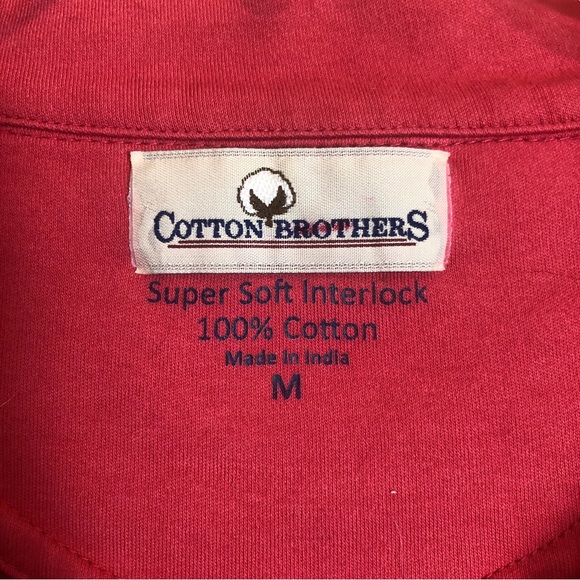 COTTON BROTHERS
Super Soft Interlock
100% Cotton
Made in India
M